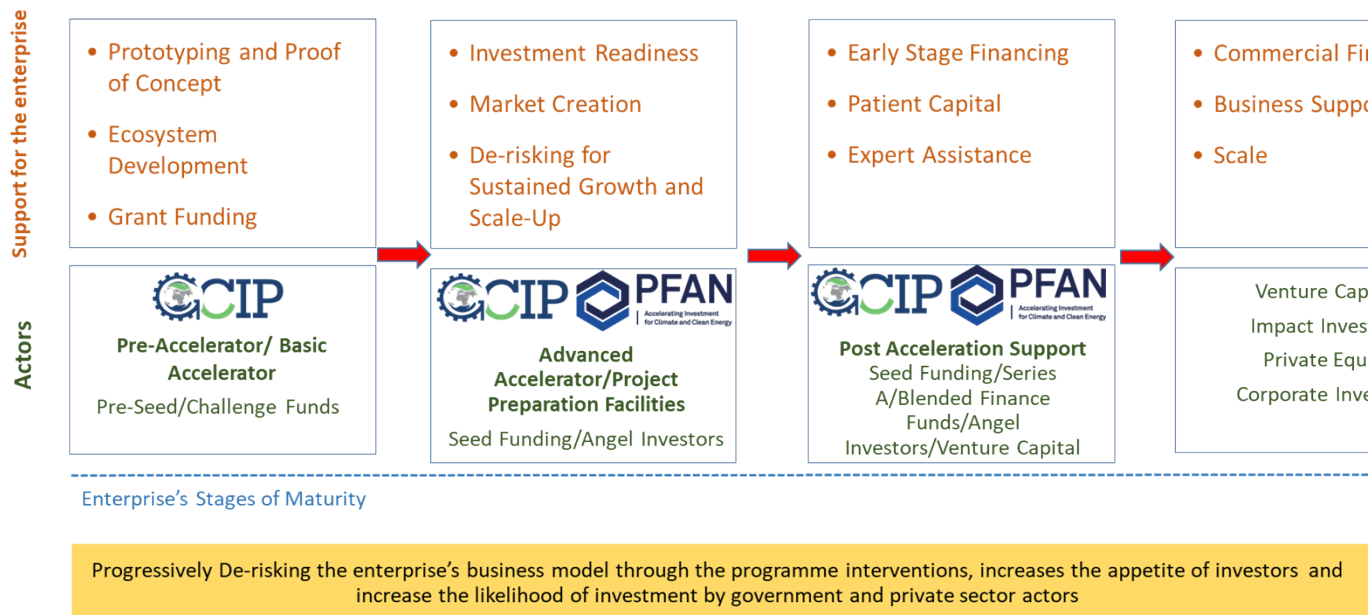 Support for the enterprise
• Prototyping and Proof
of Concept
• Ecosystem
Development
• Grant Funding
• Investment Readiness
• Market Creation
• De-risking for
Sustained Growth and
Scale-Up
• Early Stage Financing
• Patient Capital
• Expert Assistance
• Commercial
• Business
• Scale
Actors
GCIP
Pre-Accelerator/ Basic
Accelerator
Pre-Seed/Challenge Funds
GCIP PFAN
Accelerating Investment
for Climate and Clean Energy
Advanced
Accelerator/Project
Preparation Facilities
Seed Funding/Angel Investors
GCIP PFAN
Accelerating Investment
for Climate and Clean Energy
Post Acceleration Support
Seed Funding/Series
A/Blended Finance
Funds/Angel
Investors/Venture Capital
Venture
Impact
Private
Corporate
Enterprise’s Stages of Maturity
Progressively De-risking the enterprise’s business model through the programme interventions, increases the appetite of investors and
increase the likelihood of investment by government and private sector actors